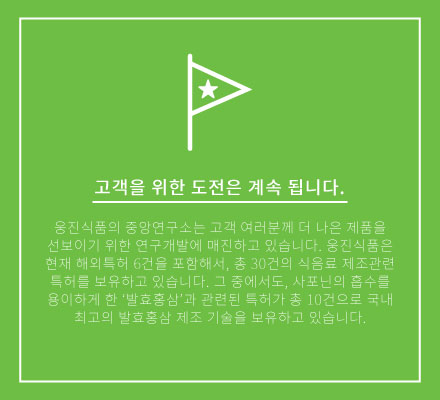 고객을 위한 도전은 계속 됩니다.
웅진식품의 중앙연구소는 고객 여러분께 더 나은 제품을
선보이기 위한 연구개발에 매진하고 있습니다. 웅진식품은
현재 해외특허 6건을 포함해서, 총 30건의 식음료 제조관련
특허를 보유하고 있습니다. 그 중에서도, 사포닌의 흡수를
용이하게 한 '발효홍삼'과 관련된 특허가 총 10건으로 국내
최고의 발효홍삼 제조 기술을 보유하고 있습니다.